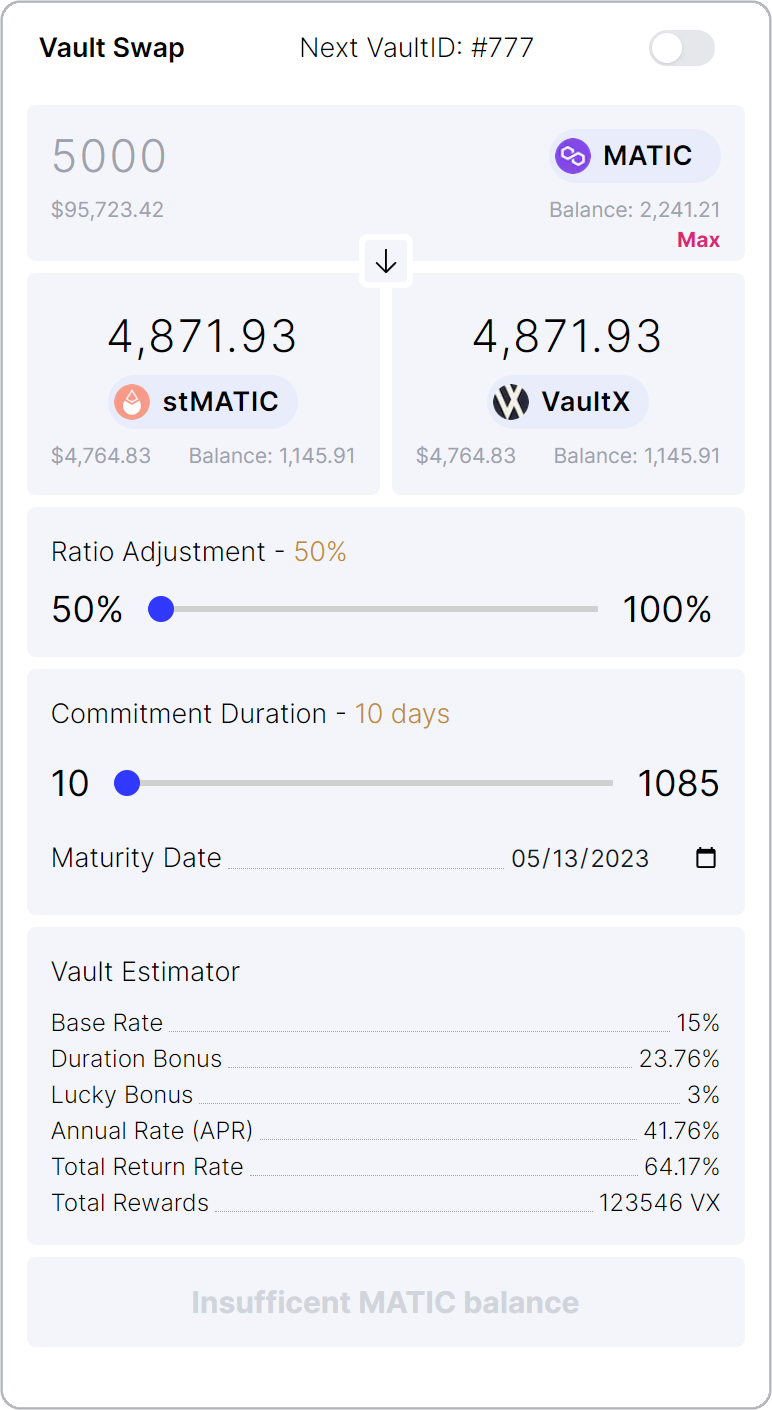 Vault Swap Next VaultID: #777
5000 MATIC
$95,723.42 Balance: 2,241.21
Max
4,871.93 4,871.93
stMATIC VaultX
$4,764.83 Balance: 1,145.91 $4,764.83 Balance: 1,145.91
Ratio Adjustment - 50%
50% 100%
Commitment Duration - 10 days
10 1085
Maturity Date 05/13/2023
Vault Estimator
Base Rate 15%
Duration Bonus 23.76%
Lucky Bonus 3%
Annual Rate (APR) 41.76%
Total Return Rate 64.17%
Total Rewards 123546 VX
Insufficent MATIC balance